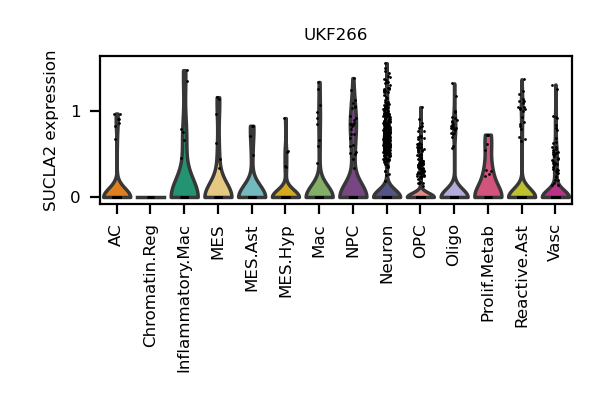 UKF266
SUCLA2 expression
1
0
AC
Chromatin.Reg
Inflammatory.Mac
MES
MES.Ast
MES.Hyp
Mac
NPC
Neuron
OPC
Oligo
Prolif.Metab
Reactive.Ast
Vasc